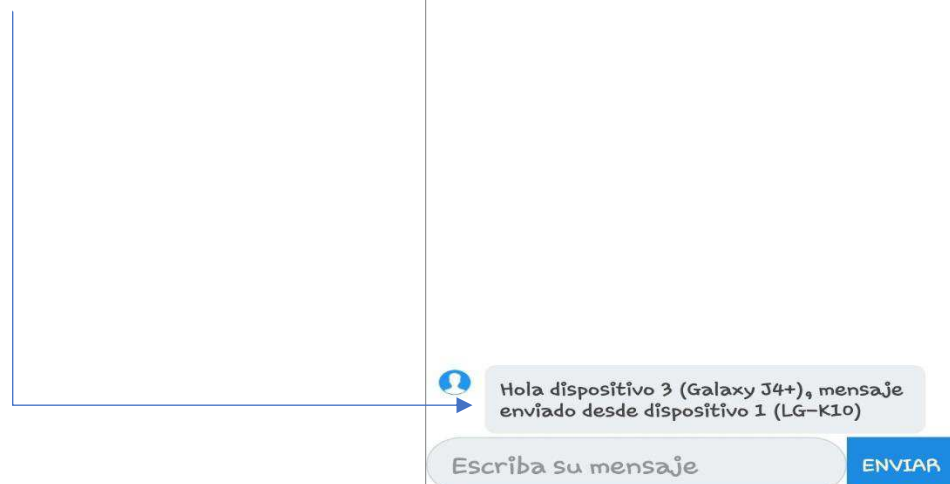 Hola dispositivo 3 (Galaxy J4+), mensaje
enviado desde dispositivo 1 (LG-K10)
Escriba su mensaje
ENVIAR